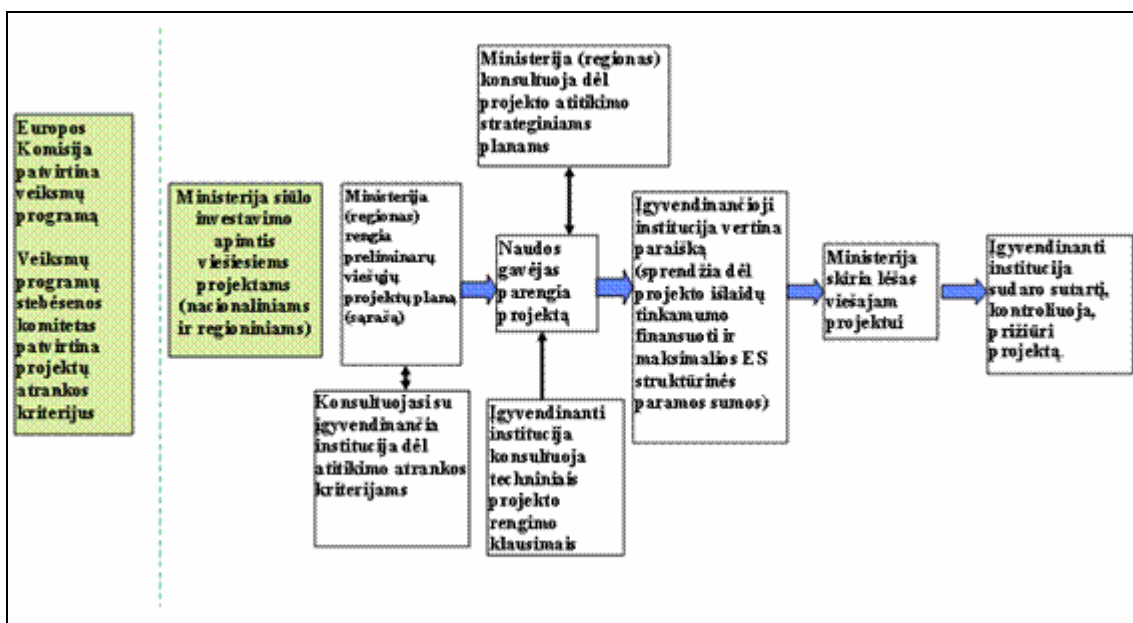 Europos
Komisija
patvirtina
veiksmų
programą
Veiksmų
programų
stebėsenos
komitetas
patvirtina
projektų
atrankos
kriterijus
Ministerija siūlo
investavimo
apimtis
viešiesiems
projektams
(nacionaliniams
ir regioniniams)
Ministerija
(regionas)
rengia
preliminarų
viešųjų
projektų planą
(sąrašą)
Konsultuojasi su
įgyvendinančia
institucija dėl
atitikimo atrankos
kriterijams
Ministerija (regionas)
konsultuoja dėl
projekto atitikimo
strateginiams
planams
Naudos
gavėjas
parengia
projektą
Įgyvendinanti
institucija
konsultuoja
techniniais
projekto
rengimo
klausimais
Įgyvendinančioji
institucija vertina
paraišką
(sprendžia dėl
projekto išlaidų
tinkamumo
finansuoti ir
maksimalios ES
struktūrinės
paramos sumos)
Ministerija
skiria lėšas
viešajam
projektui
Įgyvendinanti
institucija
sudaro sutartį,
kontroliuoja,
prižiūri
projektą.